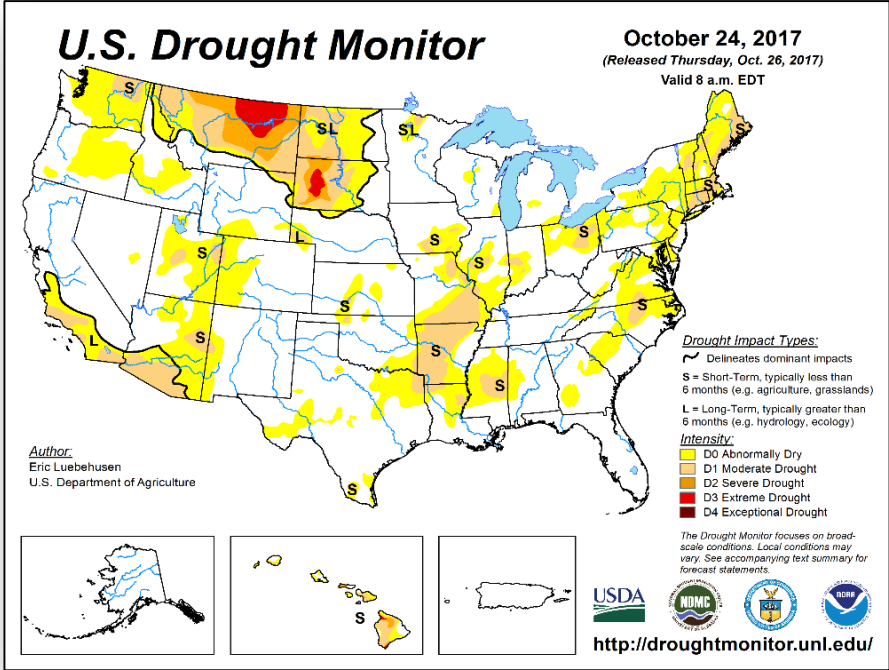 U.S. Drought Monitor
October 24, 2017
(Released Thursday, Oct. 26, 2017)
Valid 8 a.m. EDT
S
SL
SL
S
S
S
S
L
S
S
S
S
S
L
S
S
S
S
Drought Impact Types:
Delineates dominant impacts
S = Short-Term, typically less than
6 months (e.g. agriculture, grasslands)
L = Long-Term, typically greater than
6 months (e.g. hydrology, ecology)
Intensity:
D0 Abnormally Dry
D1 Moderate Drought
D2 Severe Drought
D3 Extreme Drought
D4 Exceptional Drought
Author:
Eric Luebehusen
U.S. Department of Agriculture
The Drought Monitor focuses on broad-
scale conditions. Local conditions may
vary. See accompanying text summary for
forecast statements.
S
USDA
NDMC
NOAA
http://droughtmonitor.unl.edu/